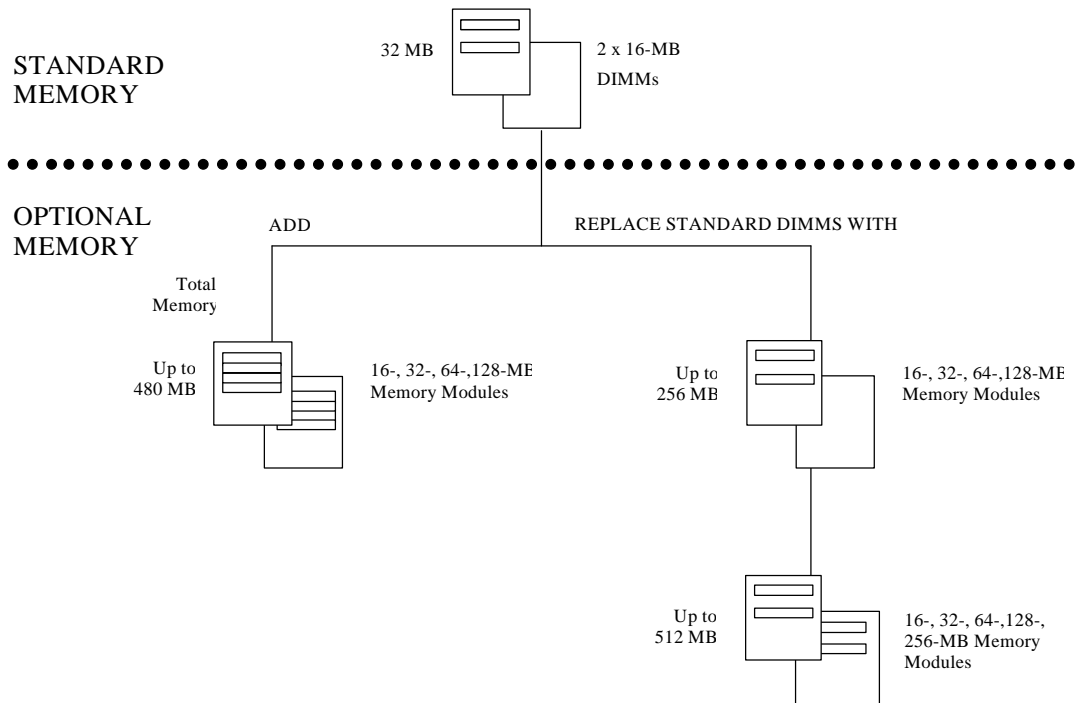 STANDARD
MEMORY
32 MB
2 x 16-MB
DIMMs
OPTIONAL
MEMORY
ADD
REPLACE STANDARD DIMMS WITH
Total
Memory
Up to
480 MB
16-, 32-, 64-,128-MB
Memory Modules
Up to
256 MB
16-, 32-, 64-,128-MB
Memory Modules
Up to
512 MB
16-, 32-, 64-,128-,
256-MB Memory
Modules